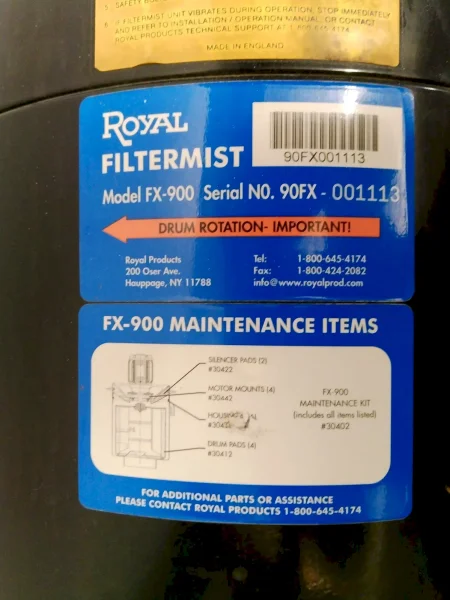 5. SAFETY
6. IF FILTERMIST UNIT VIBRATES DURING OPERATION, STOP IMMEDIATELY
AND REFER TO INSTALLATION / OPERATION MANUAL, OR CONTACT
ROYAL PRODUCTS TECHNICAL SUPPORT AT 1-800-645-4174
MADE IN ENGLAND
ROYAL
FILTERMIST
90FX001113
Model FX-900 Serial NO. 90FX - 001113
DRUM ROTATION- IMPORTANT!
Royal Products
200 Oser Ave.
Hauppage, NY 11788
Tel: 1-800-645-4174
Fax: 1-800-424-2082
info@www.royalprod.com
FX-900 MAINTENANCE ITEMS
SILENCER PADS (2)
#30422
MOTOR MOUNTS (4)
#30442
HOUSING
DRUM PADS (4)
#30412
FX-900
MAINTENANCE KIT
(includes all items listed)
#30402
FOR ADDITIONAL PARTS OR ASSISTANCE
PLEASE CONTACT ROYAL PRODUCTS 1-800-645-4174